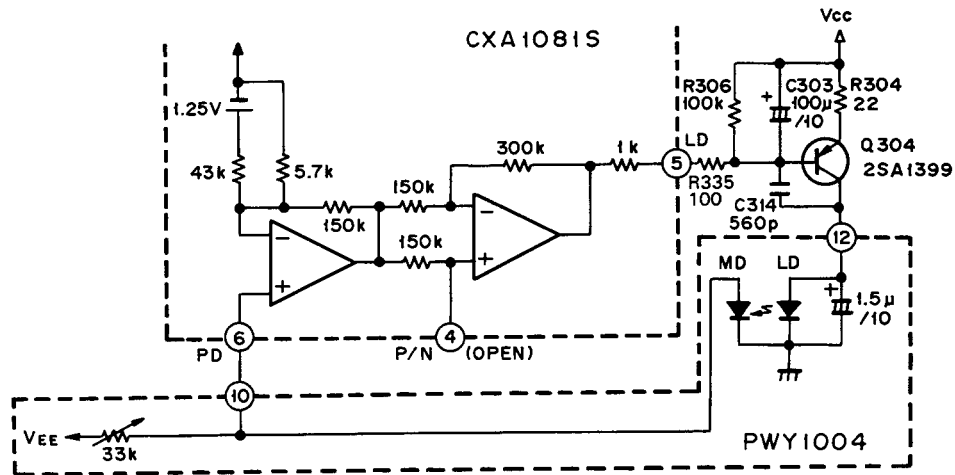 CXA1081S
Vcc
1.25V
43k
5.7k
150k
150k
150k
300k
1k
LD
5
R306
100k
+
C303
100μ
/10
R304
22
Q304
2SA1399
R335
100
C314
560p
12
−
+
−
+
6
PD
4
P/N
(OPEN)
10
MD
LD
+
1.5μ
/10
VEE
33k
PWY1004